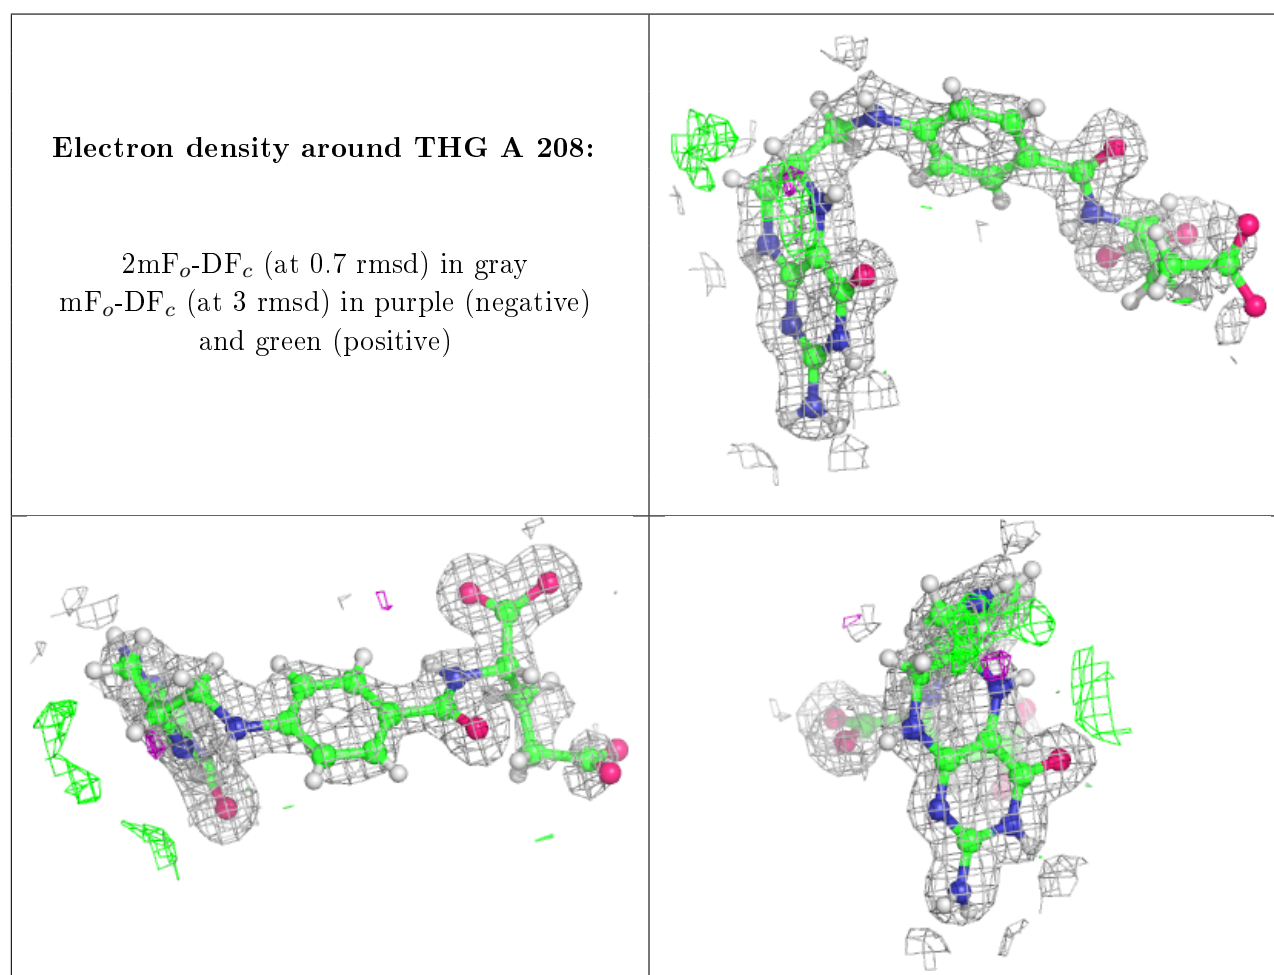 Electron density around THG A 208:
2mFo-DFc (at 0.7 rmsd) in gray
mFo-DFc (at 3 rmsd) in purple (negative)
and green (positive)